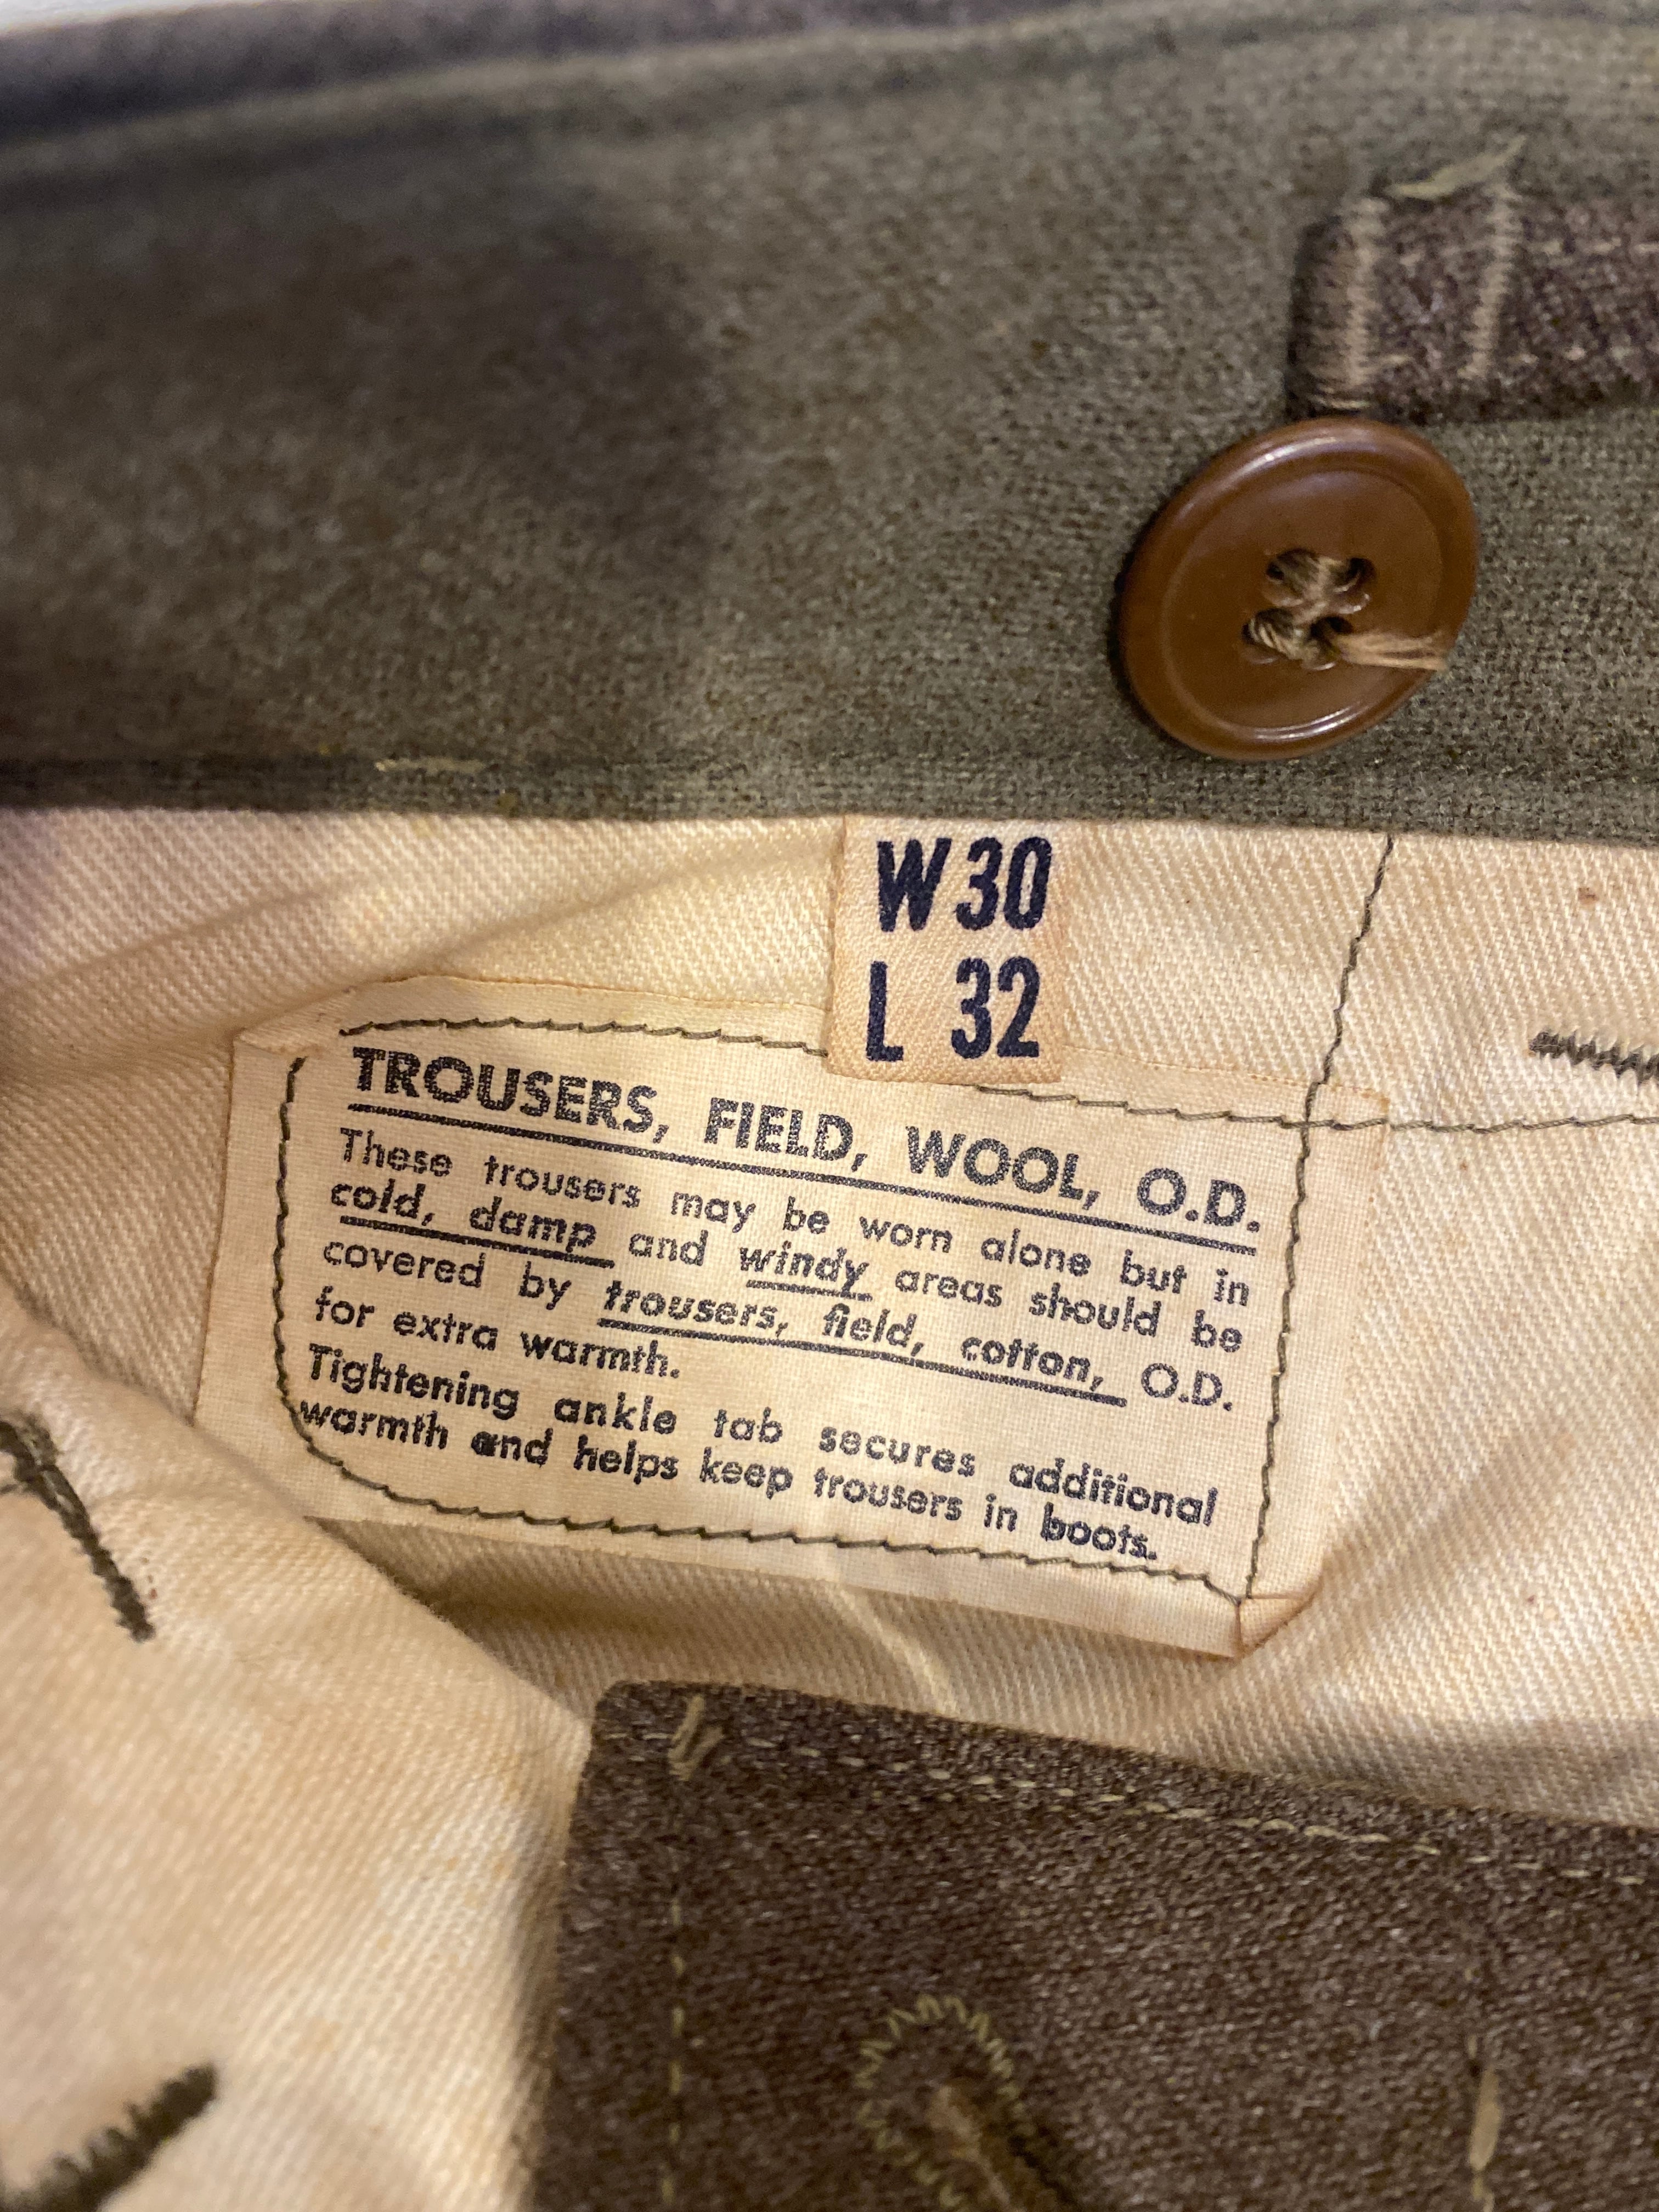 W 30
L 32
TROUSERS, FIELD, WOOL, O.D.
These trousers may be worn alone but in
cold, damp and windy areas should be
covered by trousers, field, cotton, O.D.
for extra warmth.
Tightening ankle tab secures additional
warmth and helps keep trousers in boots.